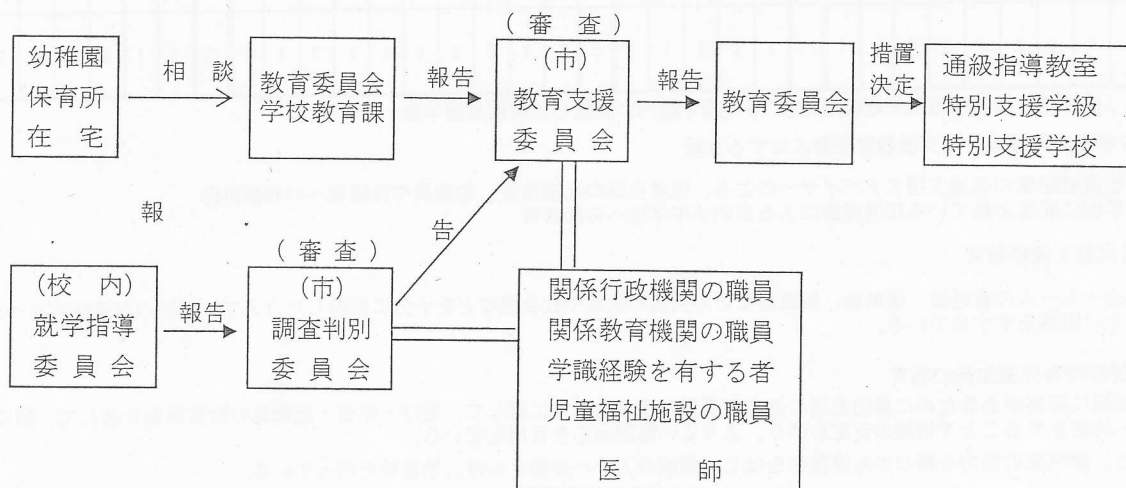 幼稚園
保育所
在　宅
相　談
教育委員会
学校教育課
報告
(審　査)
(市)
教育支援
委員会
報告
教育委員会
措置
決定
通級指導教室
特別支援学級
特別支援学校
報
告
(校　内)
就学指導
委員会
報告
(審　査)
(市)
調査判別
委員会
関係行政機関の職員
関係教育機関の職員
学識経験を有する者
児童福祉施設の職員
医　　師